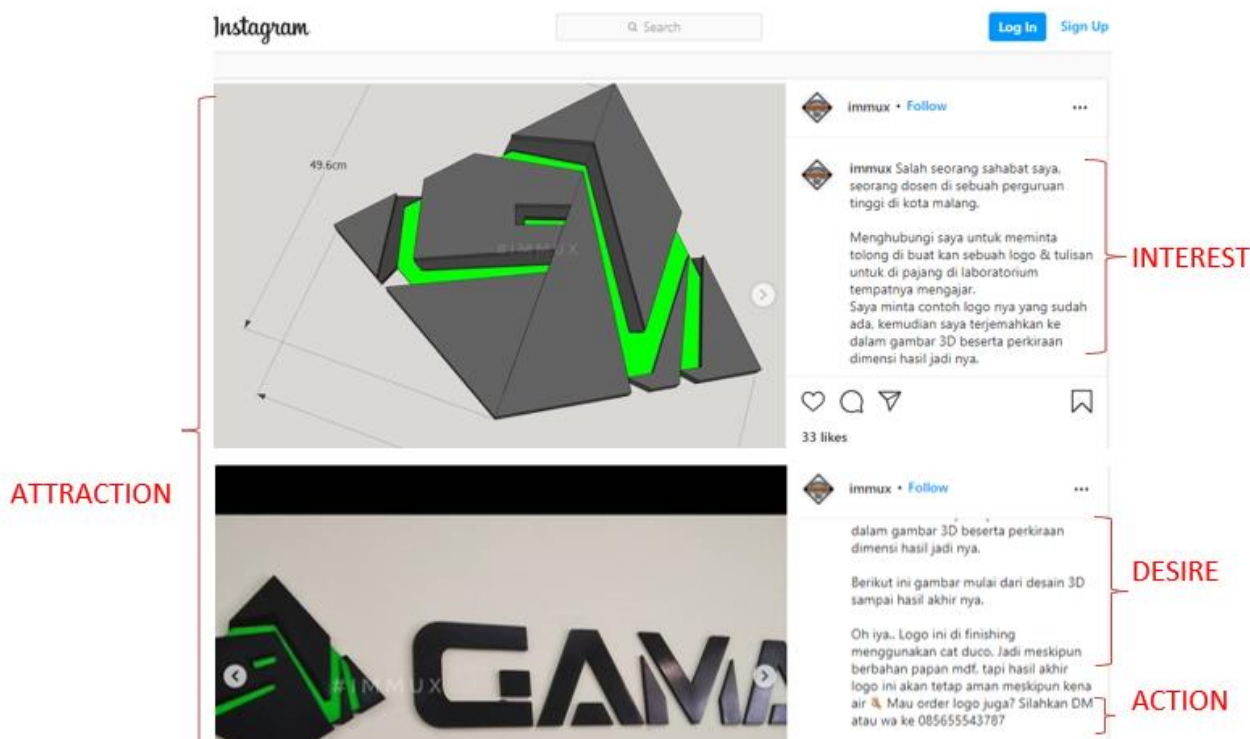 Instagram
Search
Log In
Sign Up
49.6cm
#IMMUX
immux • Follow
immux Salah seorang sahabat saya,
seorang dosen di sebuah perguruan
tinggi di kota malang.
Menghubungi saya untuk meminta
tolong di buat kan sebuah logo & tulisan
untuk di pajang di laboratorium
tempatnya mengajar.
Saya minta contoh logo nya yang sudah
ada, kemudian saya terjemahkan ke
dalam gambar 3D beserta perkiraan
dimensi hasil jadi nya.
33 likes
INTEREST
ATTRACTION
#IMMUX
GAMA
immux • Follow
dalam gambar 3D beserta perkiraan
dimensi hasil jadi nya.
Berikut ini gambar mulai dari desain 3D
sampai hasil akhir nya.
Oh iya.. Logo ini di finishing
menggunakan cat duco. Jadi meskipun
berbahan papan mdf, tapi hasil akhir
logo ini akan tetap aman meskipun kena
air 👏 Mau order logo juga? Silahkan DM
atau wa ke 085655543787
DESIRE
ACTION